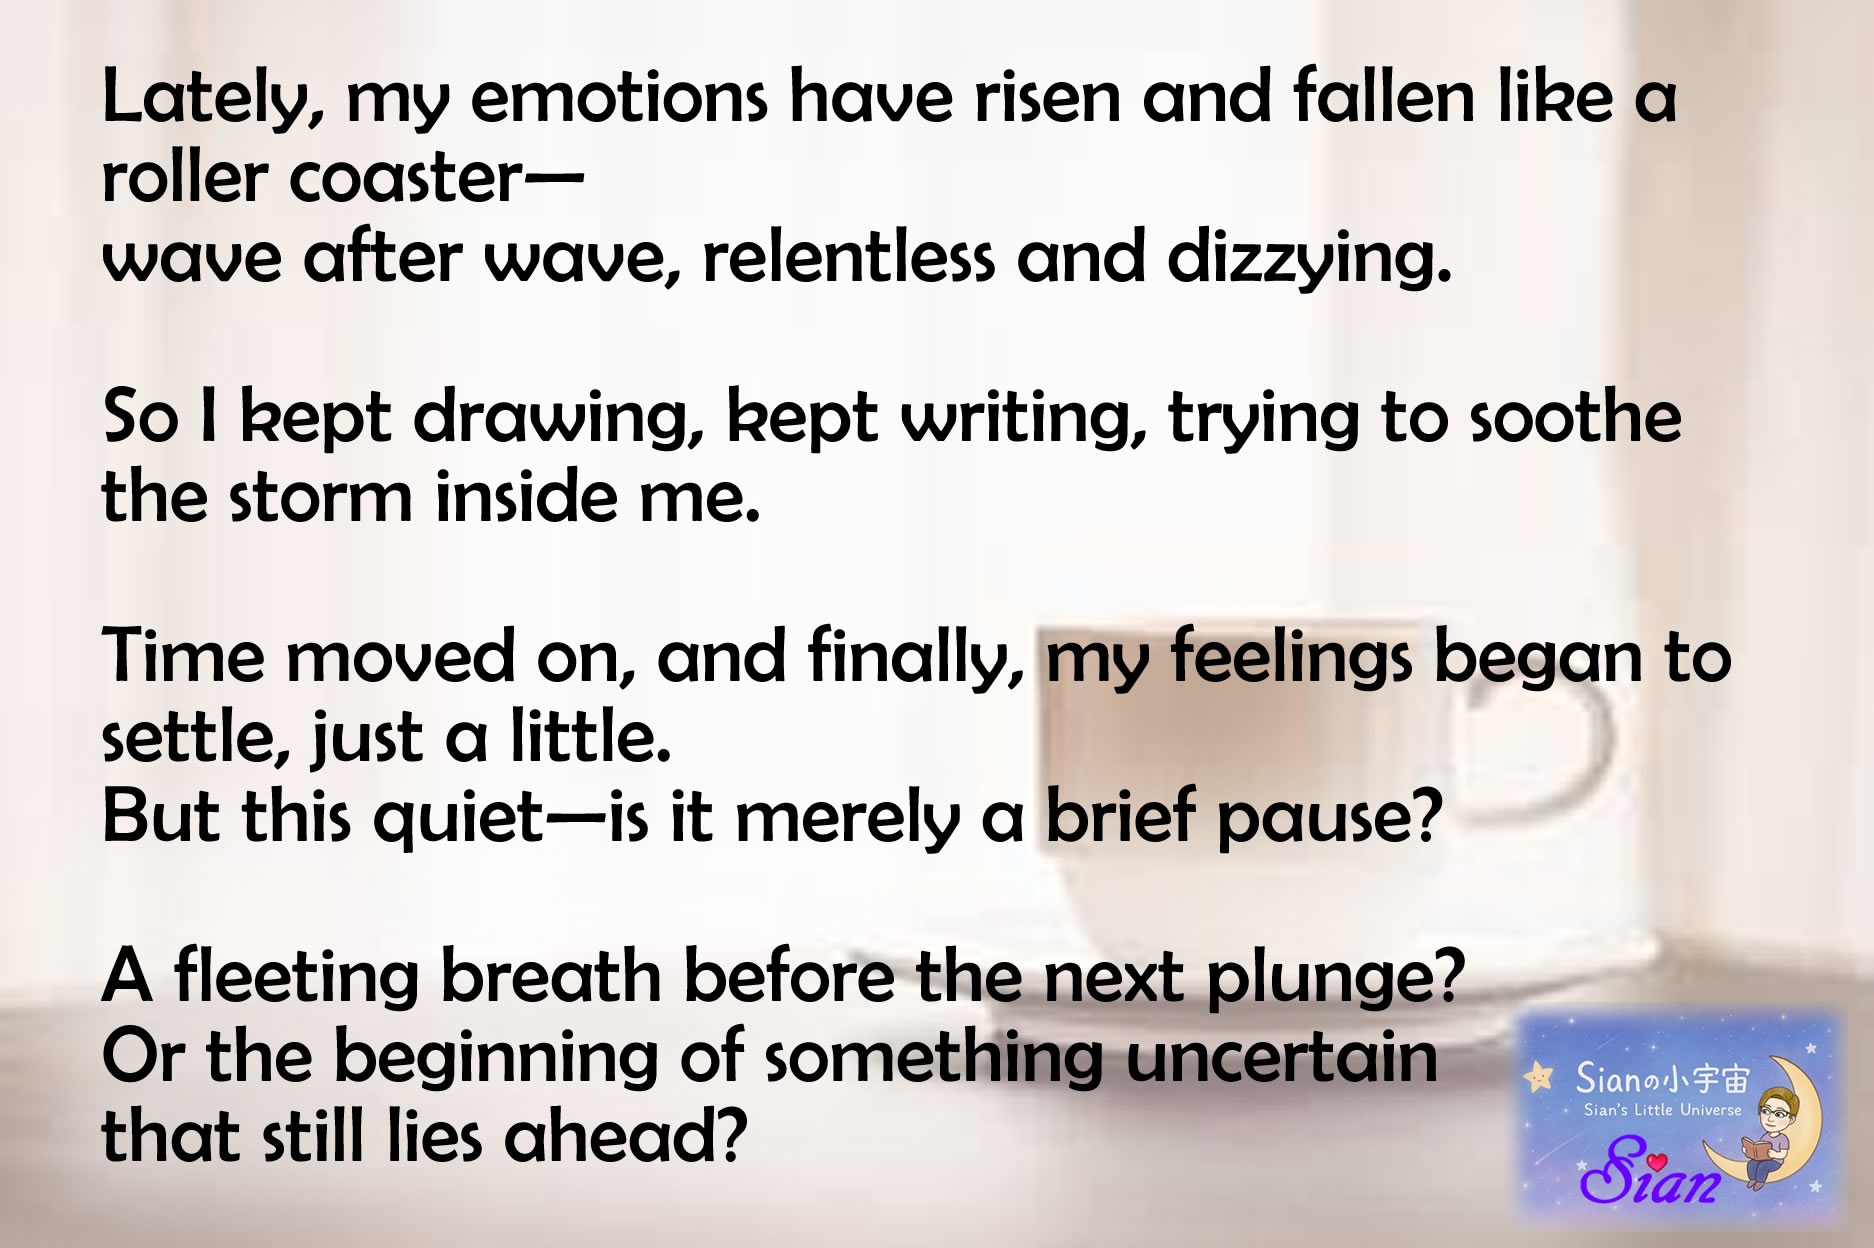 Lately, my emotions have risen and fallen like a
roller coaster—
wave after wave, relentless and dizzying.
So I kept drawing, kept writing, trying to soothe
the storm inside me.
Time moved on, and finally, my feelings began to
settle, just a little.
But this quiet—is it merely a brief pause?
A fleeting breath before the next plunge?
Or the beginning of something uncertain
that still lies ahead?
Sianの小宇宙
Sian's Little Universe
Sian